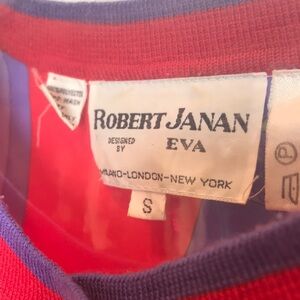 ROBERT JANAN
DESIGNED
BY
EVA
MILANO-LONDON-NEW YORK
S
P